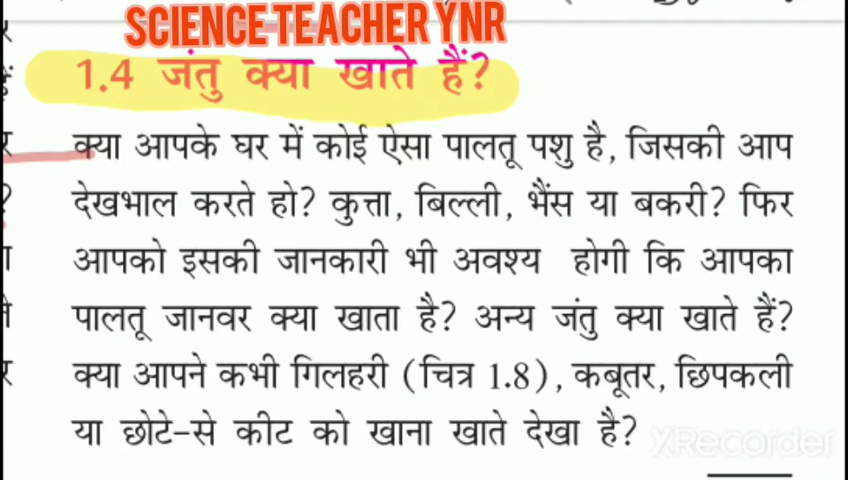 SCIENCE TEACHER YNR
1.4 जंतु क्या खाते हैं?
क्या आपके घर में कोई ऐसा पालतू पशु है, जिसकी आप
देखभाल करते हो? कुत्ता, बिल्ली, भैंस या बकरी? फिर
आपको इसकी जानकारी भी अवश्य होगी कि आपका
पालतू जानवर क्या खाता है? अन्य जंतु क्या खाते हैं?
क्या आपने कभी गिलहरी (चित्र 1.8), कबूतर, छिपकली
या छोटे-से कीट को खाना खाते देखा है?
XRecorder